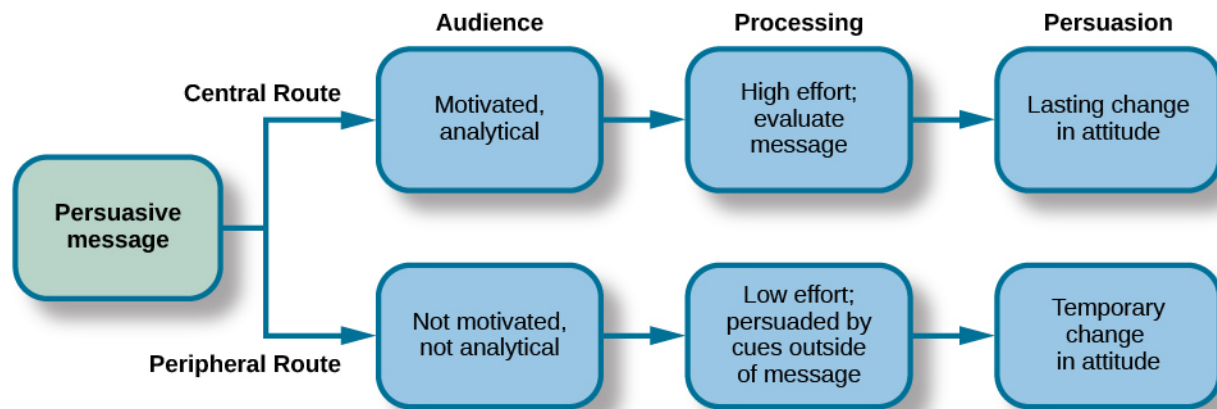 Audience
Processing
Persuasion
Central Route
Motivated,
analytical
High effort;
evaluate
message
Lasting change
in attitude
Persuasive
message
Peripheral Route
Not motivated,
not analytical
Low effort;
persuaded by
cues outside
of message
Temporary
change
in attitude